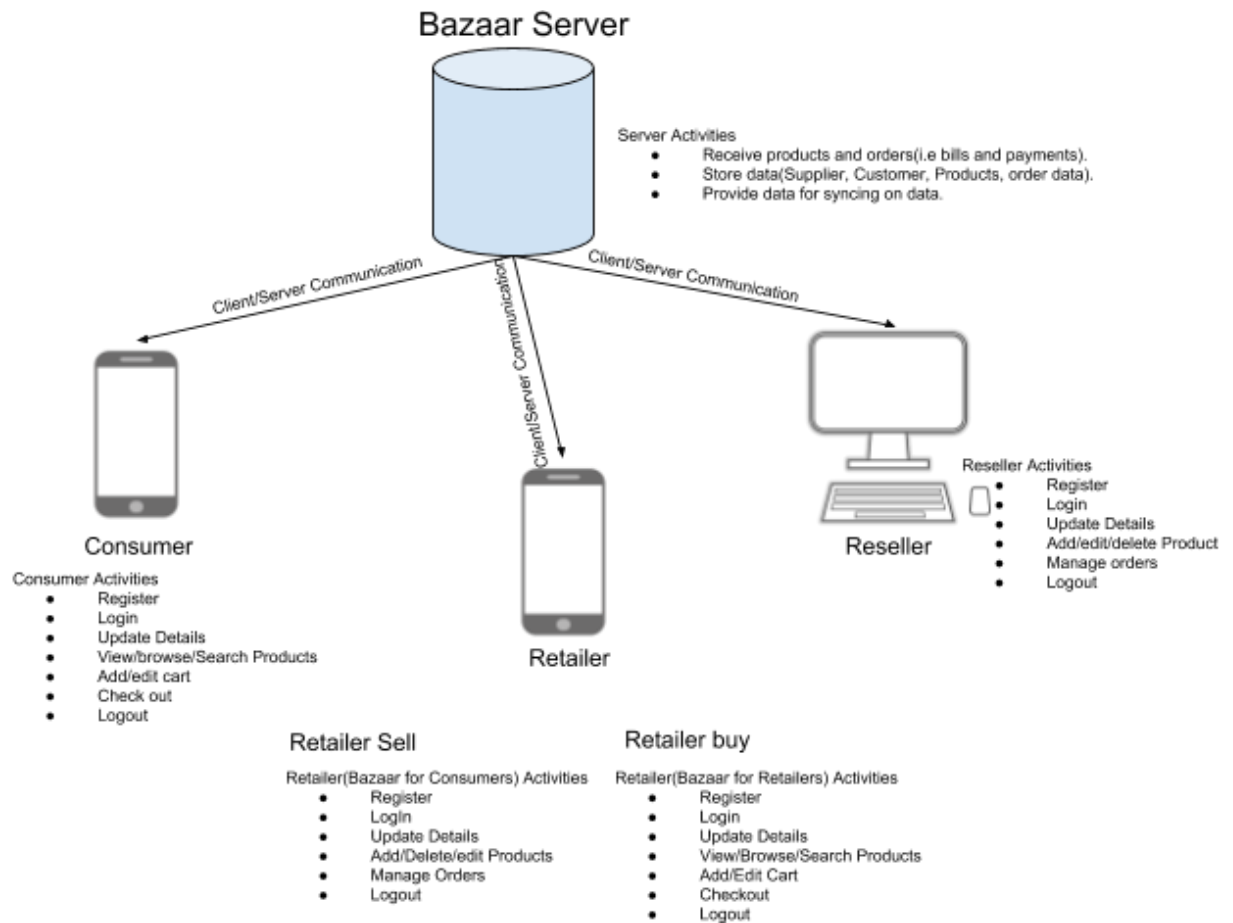 Bazaar Server
Server Activities
● Receive products and orders(i.e bills and payments).
● Store data(Supplier, Customer, Products, order data).
● Provide data for syncing on data.
Client/Server Communication
Client/Server Communication
Client/Server Communication
Consumer
Consumer Activities
● Register
● Login
● Update Details
● View/browse/Search Products
● Add/edit cart
● Check out
● Logout
Retailer
Reseller
Reseller Activities
● Register
● Login
● Update Details
● Add/edit/delete Product
● Manage orders
● Logout
Retailer Sell
Retailer(Bazaar for Consumers) Activities
● Register
● LogIn
● Update Details
● Add/Delete/edit Products
● Manage Orders
● Logout
Retailer buy
Retailer(Bazaar for Retailers) Activities
● Register
● Login
● Update Details
● View/Browse/Search Products
● Add/Edit Cart
● Checkout
● Logout